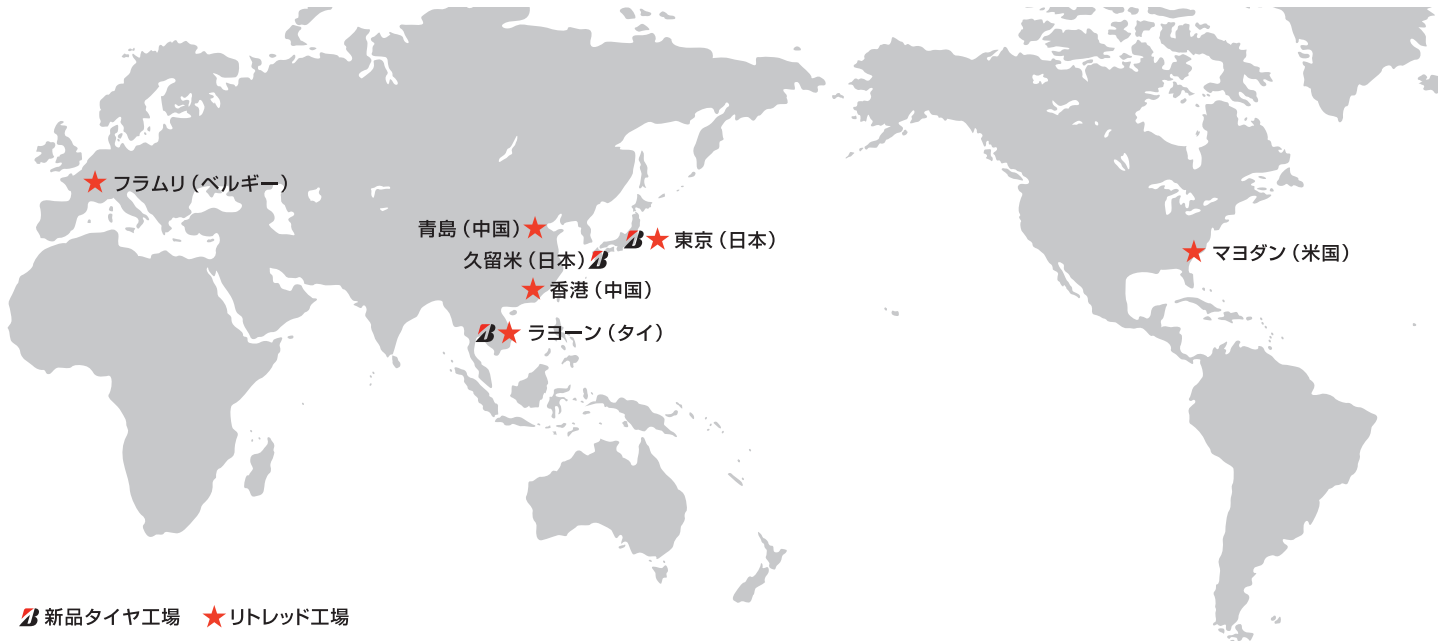 フラムリ（ベルギー）
青島（中国）
東京（日本）
久留米（日本）
マヨダン（米国）
香港（中国）
ラヨーン（タイ）
新品タイヤ工場 リトレッド工場